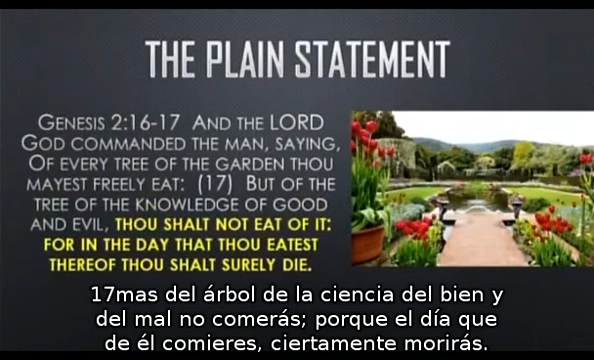 THE PLAIN STATEMENT
GENESIS 2:16-17 AND THE LORD
GOD COMMANDED THE MAN, SAYING,
OF EVERY TREE OF THE GARDEN THOU
MAYEST FREELY EAT: (17) BUT OF THE
TREE OF THE KNOWLEDGE OF GOOD
AND EVIL, THOU SHALT NOT EAT OF IT:
FOR IN THE DAY THAT THOU EATEST
THEREOF THOU SHALT SURELY DIE.
17mas del árbol de la ciencia del bien y
del mal no comerás; porque el día que
de él comieres, ciertamente morirás.